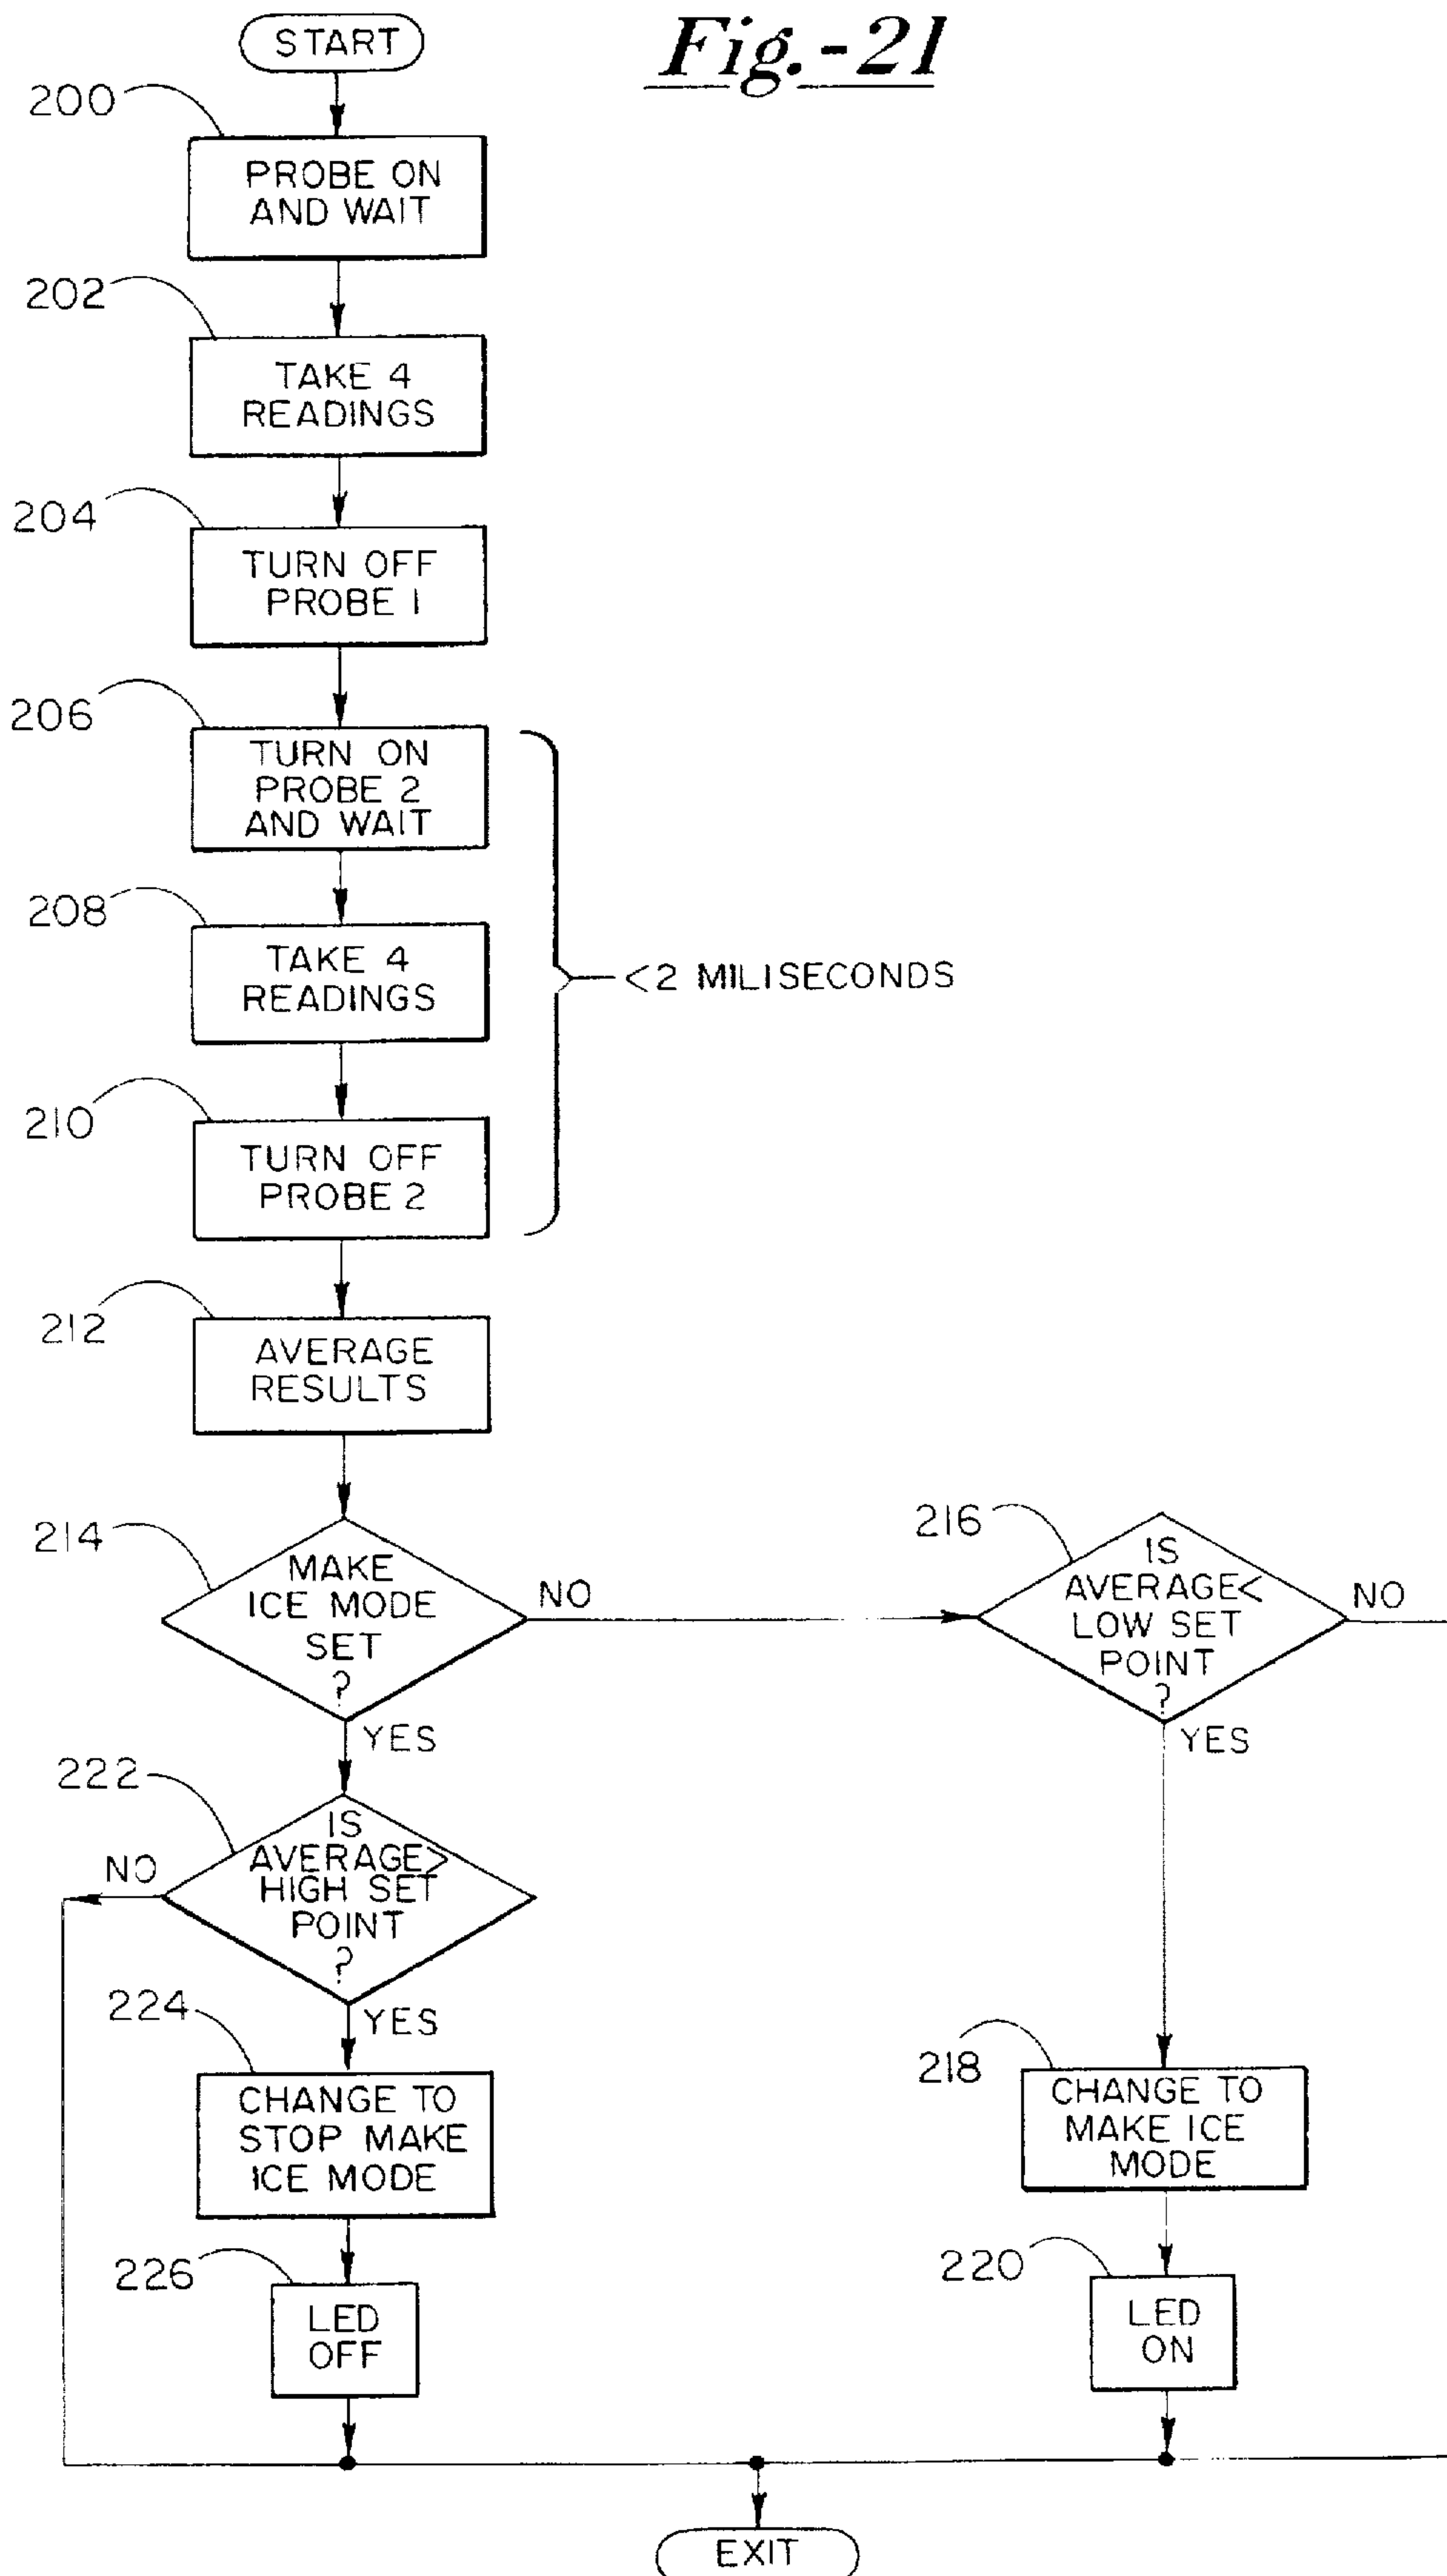 START
Fig.-21
200
PROBE ON
AND WAIT
202
TAKE 4
READINGS
204
TURN OFF
PROBE 1
206
TURN ON
PROBE 2
AND WAIT
208
TAKE 4
READINGS
<2 MILISECONDS
210
TURN OFF
PROBE 2
212
AVERAGE
RESULTS
214
MAKE
ICE MODE
SET
?
NO
YES
216
IS
AVERAGE<
LOW SET
POINT
?
NO
YES
222
IS
AVERAGE>
HIGH SET
POINT
?
NO
YES
224
CHANGE TO
STOP MAKE
ICE MODE
218
CHANGE TO
MAKE ICE
MODE
226
LED
OFF
220
LED
ON
EXIT